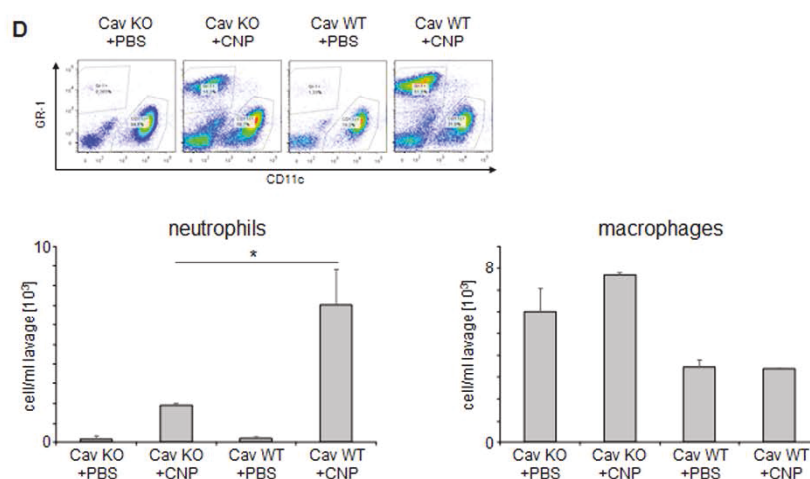 D
Cav KO +PBS
Cav KO +CNP
Cav WT +PBS
Cav WT +CNP
GR-1
CD11c
neutrophils
cell/ml lavage [10³]
10
0
*
Cav KO +PBS
Cav KO +CNP
Cav WT +PBS
Cav WT +CNP
macrophages
cell/ml lavage [10³]
8
0
Cav KO +PBS
Cav KO +CNP
Cav WT +PBS
Cav WT +CNP